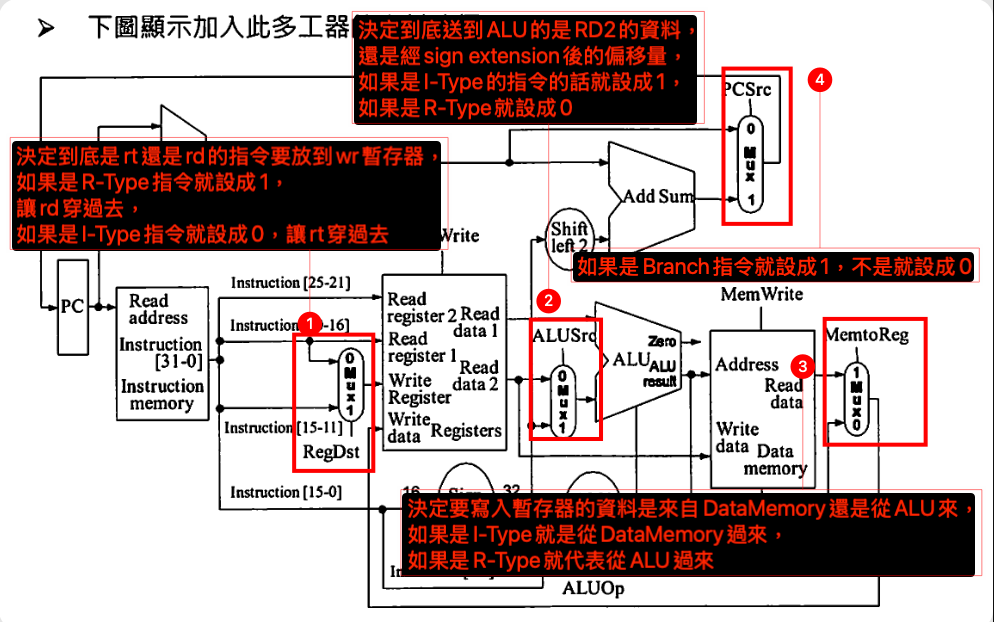 ➤ 下圖顯示加入此多工器
決定到底送到 ALU 的是 RD2 的資料，
還是經 sign extension 後的偏移量，
如果是 I-Type 的指令的話就設成 1，
如果是 R-Type 就設成 0
4
PCSrc
0
Mux
1
決定到底是 rt 還是 rd 的指令要放到 wr 暫存器，
如果是 R-Type 指令就設成 1，
讓 rd 穿過去，
如果是 I-Type 指令就設成 0，讓 rt 穿過去
Add Sum
Shift
left 2
Write
如果是 Branch 指令就設成 1，不是就設成 0
PC
Read
address
Instruction
[31-0]
Instruction
memory
Instruction [25-21]
Instruction -16]
1
0
Mux
1
Instruction [15-11]
RegDst
Instruction [15-0]
Read
register 2
Read
data 1
Read
register 1
Read
data 2
Write
Register
Write
data
Registers
2
ALUSrc
0
Mux
1
Zero
ALU
ALU
result
MemWrite
3
Address
Read
data
Write
data
Data
memory
MemtoReg
1
Mux
0
16
32
決定要寫入暫存器的資料是來自 DataMemory 還是從 ALU 來，
如果是 I-Type 就是從 DataMemory 過來，
如果是 R-Type 就代表從 ALU 過來
ALUOp